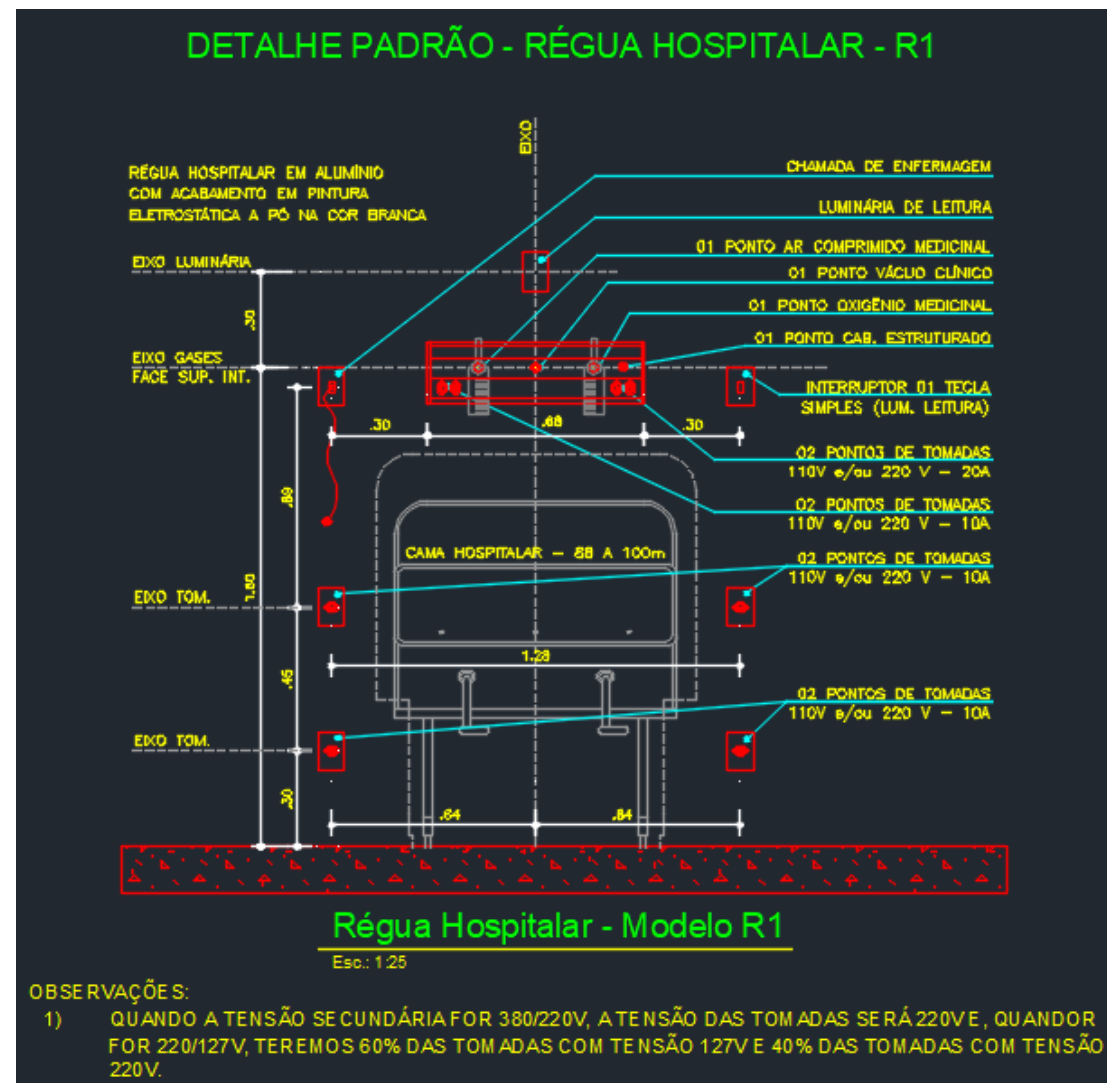 DETALHE PADRÃO - RÉGUA HOSPITALAR - R1
EIXO
RÉGUA HOSPITALAR EM ALUMÍNIO
COM ACABAMENTO EM PINTURA
ELETROSTÁTICA A PÓ NA COR BRANCA
CHAMADA DE ENFERMAGEM
LUMINÁRIA DE LEITURA
01 PONTO AR COMPRIMIDO MEDICINAL
01 PONTO VÁCUO CLÍNICO
01 PONTO OXIGÊNIO MEDICINAL
01 PONTO CAB. ESTRUTURADO
INTERRUPTOR 01 TECLA
SIMPLES (LUM. LEITURA)
02 PONTOS DE TOMADAS
110V e/ou 220 V - 20A
02 PONTOS DE TOMADAS
110V e/ou 220 V - 10A
02 PONTOS DE TOMADAS
110V e/ou 220 V - 10A
02 PONTOS DE TOMADAS
110V e/ou 220 V - 10A
EIXO LUMINÁRIA
.30
EIXO GASES
FACE SUP. INT.
.30
.68
.30
CAMA HOSPITALAR -
A 100m
EIXO TOM.
1.28
.45
EIXO TOM.
.30
.64
Régua Hospitalar - Modelo R1
Esc.: 1:25
OBSERVAÇÕES:
1) QUANDO A TENSÃO SECUNDÁRIA FOR 380/220V, A TENSÃO DAS TOMADAS SERÁ 220V E, QUANDOR
FOR 220/127V, TEREMOS 60% DAS TOMADAS COM TENSÃO 127V E 40% DAS TOMADAS COM TENSÃO
220V.